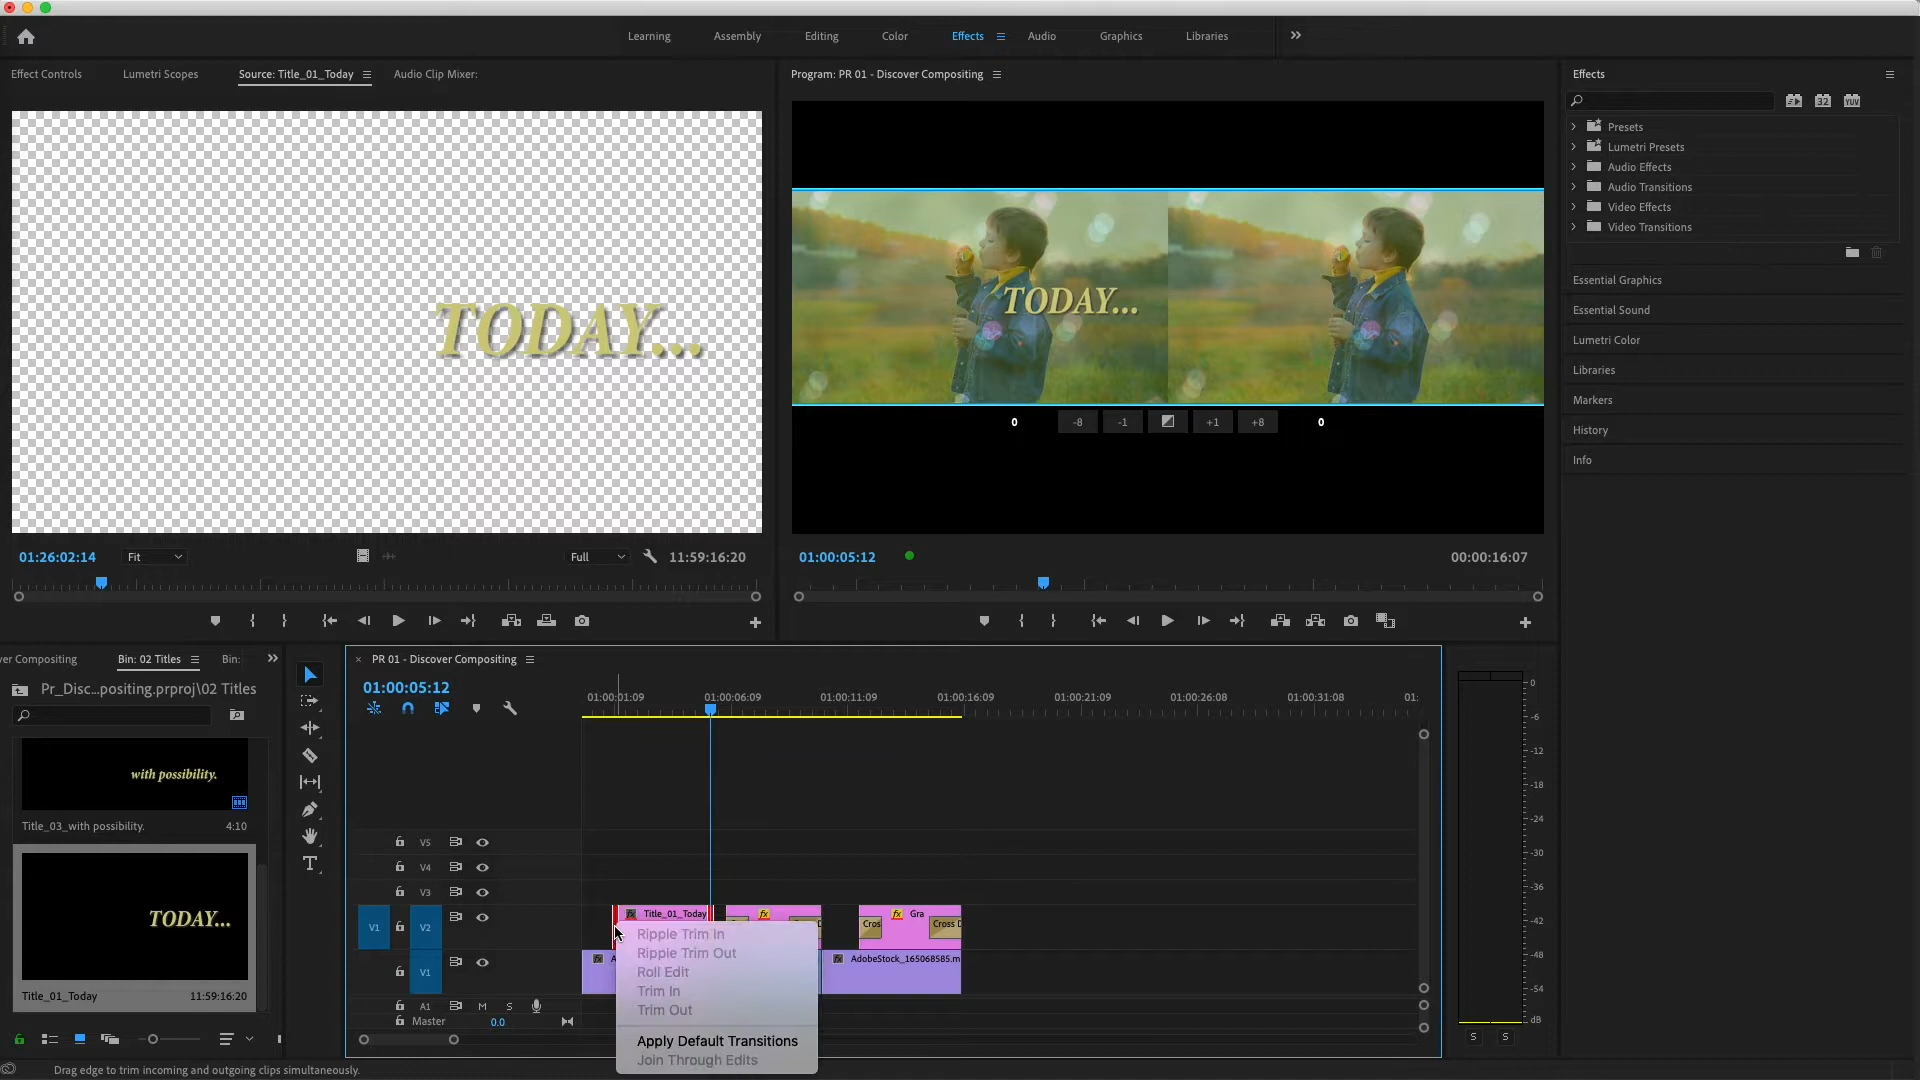 Learning Assembly Editing Color Effects Audio Graphics Libraries
Effect Controls Lumetri Scopes Source: Title_01_Today Audio Clip Mixer:
Program: PR 01 - Discover Compositing
Effects
TODAY...
TODAY...
32 YUV
Presets
Lumetri Presets
Audio Effects
Audio Transitions
Video Effects
Video Transitions
Essential Graphics
Essential Sound
Lumetri Color
Libraries
Markers
History
Info
0 -8 -1 +1 +8 0
01:26:02:14 Fit Full 11:59:16:20
01:00:05:12 00:00:16:07
ver Compositing Bin: 02 Titles Bin:
Pr_Disc...positing.prproj\02 Titles
with possibility.
Title_03_with possibility. 4:10
TODAY...
Title_01_Today 11:59:16:20
PR 01 - Discover Compositing
01:00:05:12
01:00:01:09 01:00:06:09 01:00:11:09 01:00:16:09 01:00:21:09 01:00:26:08 01:00:31:08 01:
V5
V4
V3
V1 V2
V1
A1 M S
Master 0.0
fx Title_01_Today fx fx Gra
Cros Cross D
fx A fx AdobeStock_165068585.m
Ripple Trim In
Ripple Trim Out
Roll Edit
Trim In
Trim Out
Apply Default Transitions
Join Through Edits
0
-6
-12
-18
-24
-30
-36
-42
-48
-54
dB
S S
Drag edge to trim incoming and outgoing clips simultaneously.